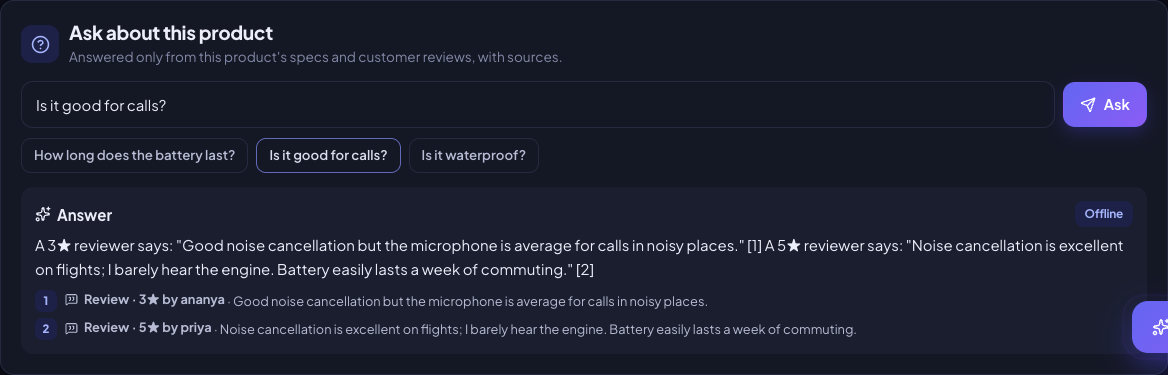 Ask about this product
Answered only from this product's specs and customer reviews, with sources.
Is it good for calls?
Ask
How long does the battery last?
Is it good for calls?
Is it waterproof?
Answer
Offline
A 3★ reviewer says: "Good noise cancellation but the microphone is average for calls in noisy places." [1] A 5★ reviewer says: "Noise cancellation is excellent
on flights; I barely hear the engine. Battery easily lasts a week of commuting." [2]
1 Review · 3★ by ananya · Good noise cancellation but the microphone is average for calls in noisy places.
2 Review · 5★ by priya · Noise cancellation is excellent on flights; I barely hear the engine. Battery easily lasts a week of commuting.